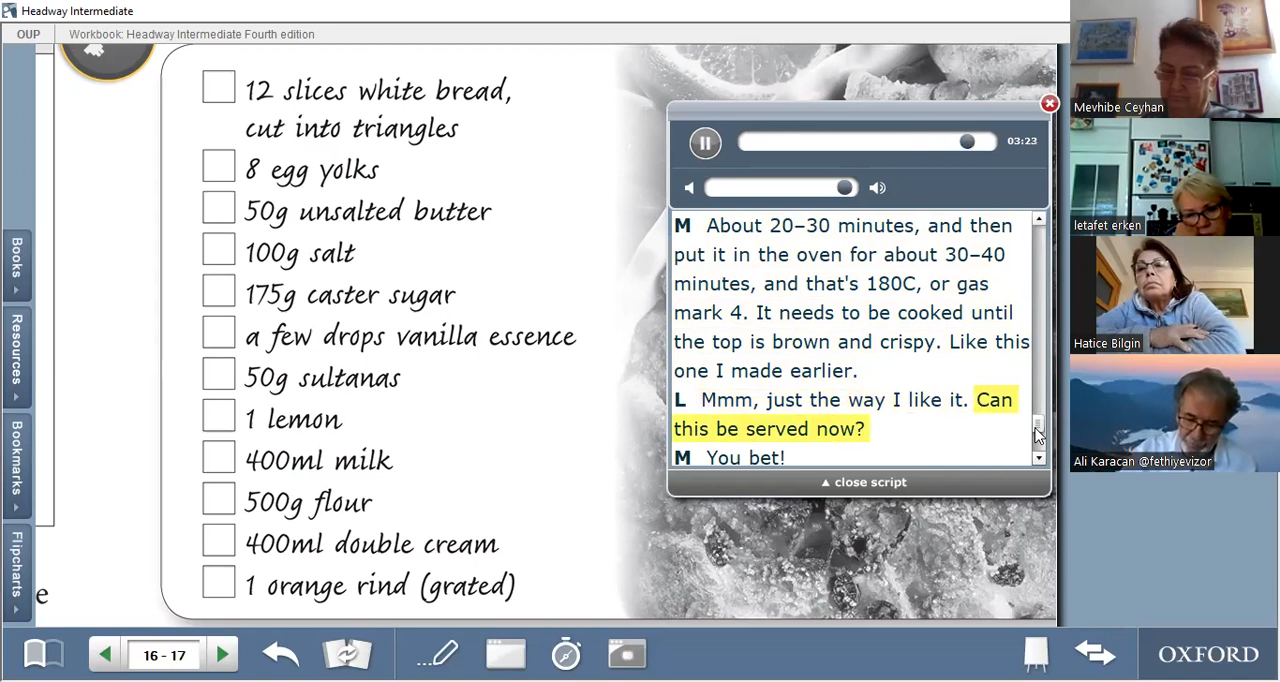 Headway Intermediate
OUP
Workbook: Headway Intermediate Fourth edition
12 slices white bread,
cut into triangles
8 egg yolks
50g unsalted butter
100g salt
175g caster sugar
a few drops vanilla essence
50g sultanas
1 lemon
400ml milk
500g flour
400ml double cream
1 orange rind (grated)
e
03:23
M About 20–30 minutes, and then
put it in the oven for about 30–40
minutes, and that's 180C, or gas
mark 4. It needs to be cooked until
the top is brown and crispy. Like this
one I made earlier.
L Mmm, just the way I like it. Can
this be served now?
M You bet!
▲ close script
Books
Resources
Bookmarks
Flipcharts
16 - 17
OXFORD
Mevhibe Ceyhan
letafet erken
Hatice Bilgin
Ali Karacan @fethiyevizor